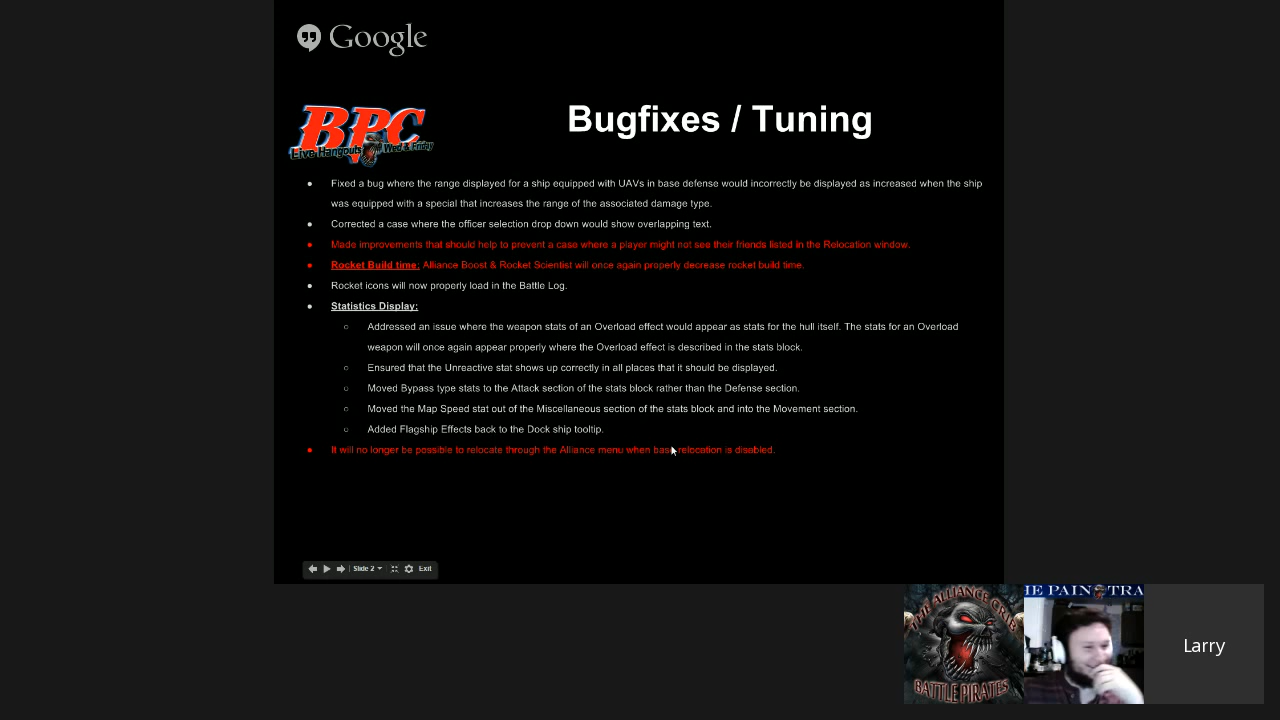 Google
BPC
Live Hangouts Wed & Friday
Bugfixes / Tuning
Fixed a bug where the range displayed for a ship equipped with UAVs in base defense would incorrectly be displayed as increased when the ship
was equipped with a special that increases the range of the associated damage type.
Corrected a case where the officer selection drop down would show overlapping text.
Made improvements that should help to prevent a case where a player might not see their friends listed in the Relocation window.
Rocket Build time: Alliance Boost & Rocket Scientist will once again properly decrease rocket build time.
Rocket icons will now properly load in the Battle Log.
Statistics Display:
Addressed an issue where the weapon stats of an Overload effect would appear as stats for the hull itself. The stats for an Overload
weapon will once again appear properly where the Overload effect is described in the stats block.
Ensured that the Unreactive stat shows up correctly in all places that it should be displayed.
Moved Bypass type stats to the Attack section of the stats block rather than the Defense section.
Moved the Map Speed stat out of the Miscellaneous section of the stats block and into the Movement section.
Added Flagship Effects back to the Dock ship tooltip.
It will no longer be possible to relocate through the Alliance menu when base relocation is disabled.
Slide 2
Exit
THE ALLIANCE CRIB
BATTLE PIRATES
HE PAIN TRA
Larry